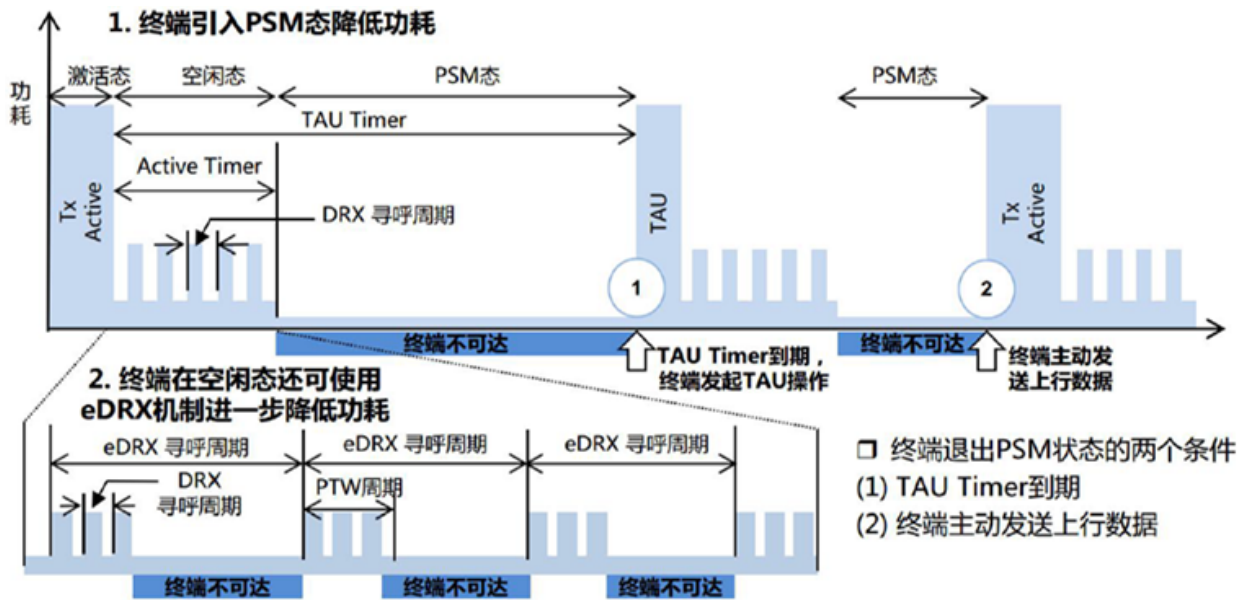 1. 终端引入PSM态降低功耗
功耗
激活态
空闲态
PSM态
PSM态
TAU Timer
Active Timer
DRX 寻呼周期
Tx Active
TAU
Tx Active
1
2
终端不可达
终端不可达
TAU Timer到期，
终端发起TAU操作
终端主动发
送上行数据
2. 终端在空闲态还可使用
eDRX机制进一步降低功耗
eDRX 寻呼周期
eDRX 寻呼周期
eDRX 寻呼周期
DRX
寻呼周期
PTW周期
终端不可达
终端不可达
终端不可达
❒ 终端退出PSM状态的两个条件
(1) TAU Timer到期
(2) 终端主动发送上行数据